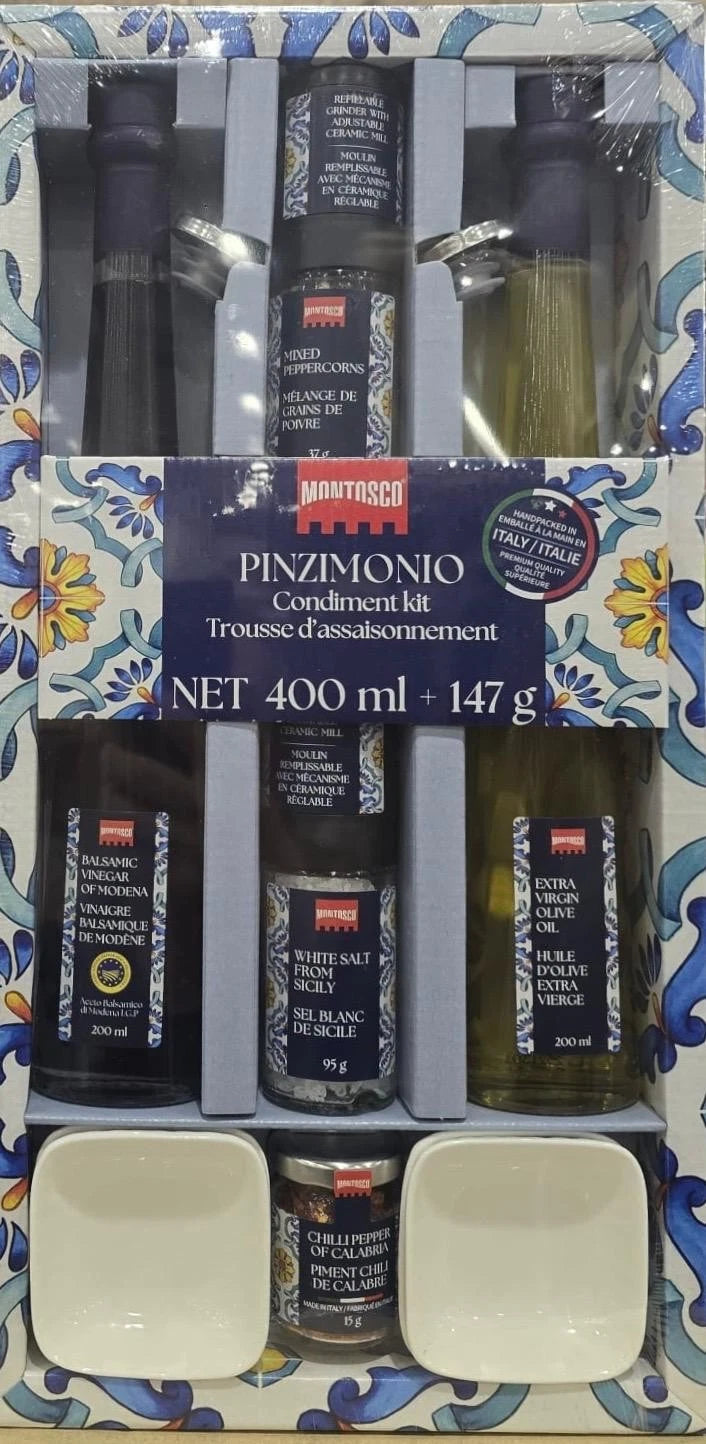 REFILLABLE
GRINDER WITH
ADJUSTABLE
CERAMIC MILL
MOULIN
REMPLISSABLE
AVEC MÉCANISME
EN CÉRAMIQUE
RÉGLABLE
MONTOSCO
MIXED
PEPPERCORNS
MÉLANGE DE
GRAINS DE
POIVRE
37 g
MONTOSCO
HANDPACKED IN
EMBALLÉ À LA MAIN EN
ITALY / ITALIE
PREMIUM QUALITY
QUALITÉ
SUPÉRIEURE
PINZIMONIO
Condiment kit
Trousse d'assaisonnement
NET 400 ml + 147 g
CERAMIC MILL
MOULIN
REMPLISSABLE
AVEC MÉCANISME
EN CÉRAMIQUE
RÉGLABLE
MONTOSCO
BALSAMIC
VINEGAR
OF MODENA
VINAIGRE
BALSAMIQUE
DE MODÈNE
Aceto Balsamico
di Modena I.G.P
200 ml
MONTOSCO
WHITE SALT
FROM
SICILY
SEL BLANC
DE SICILE
95 g
MONTOSCO
EXTRA
VIRGIN
OLIVE
OIL
HUILE
D'OLIVE
EXTRA
VIERGE
200 ml
MONTOSCO
CHILLI PEPPER
OF CALABRIA
PIMENT CHILI
DE CALABRE
MADE IN ITALY / FABRIQUÉ EN ITALIE
15 g